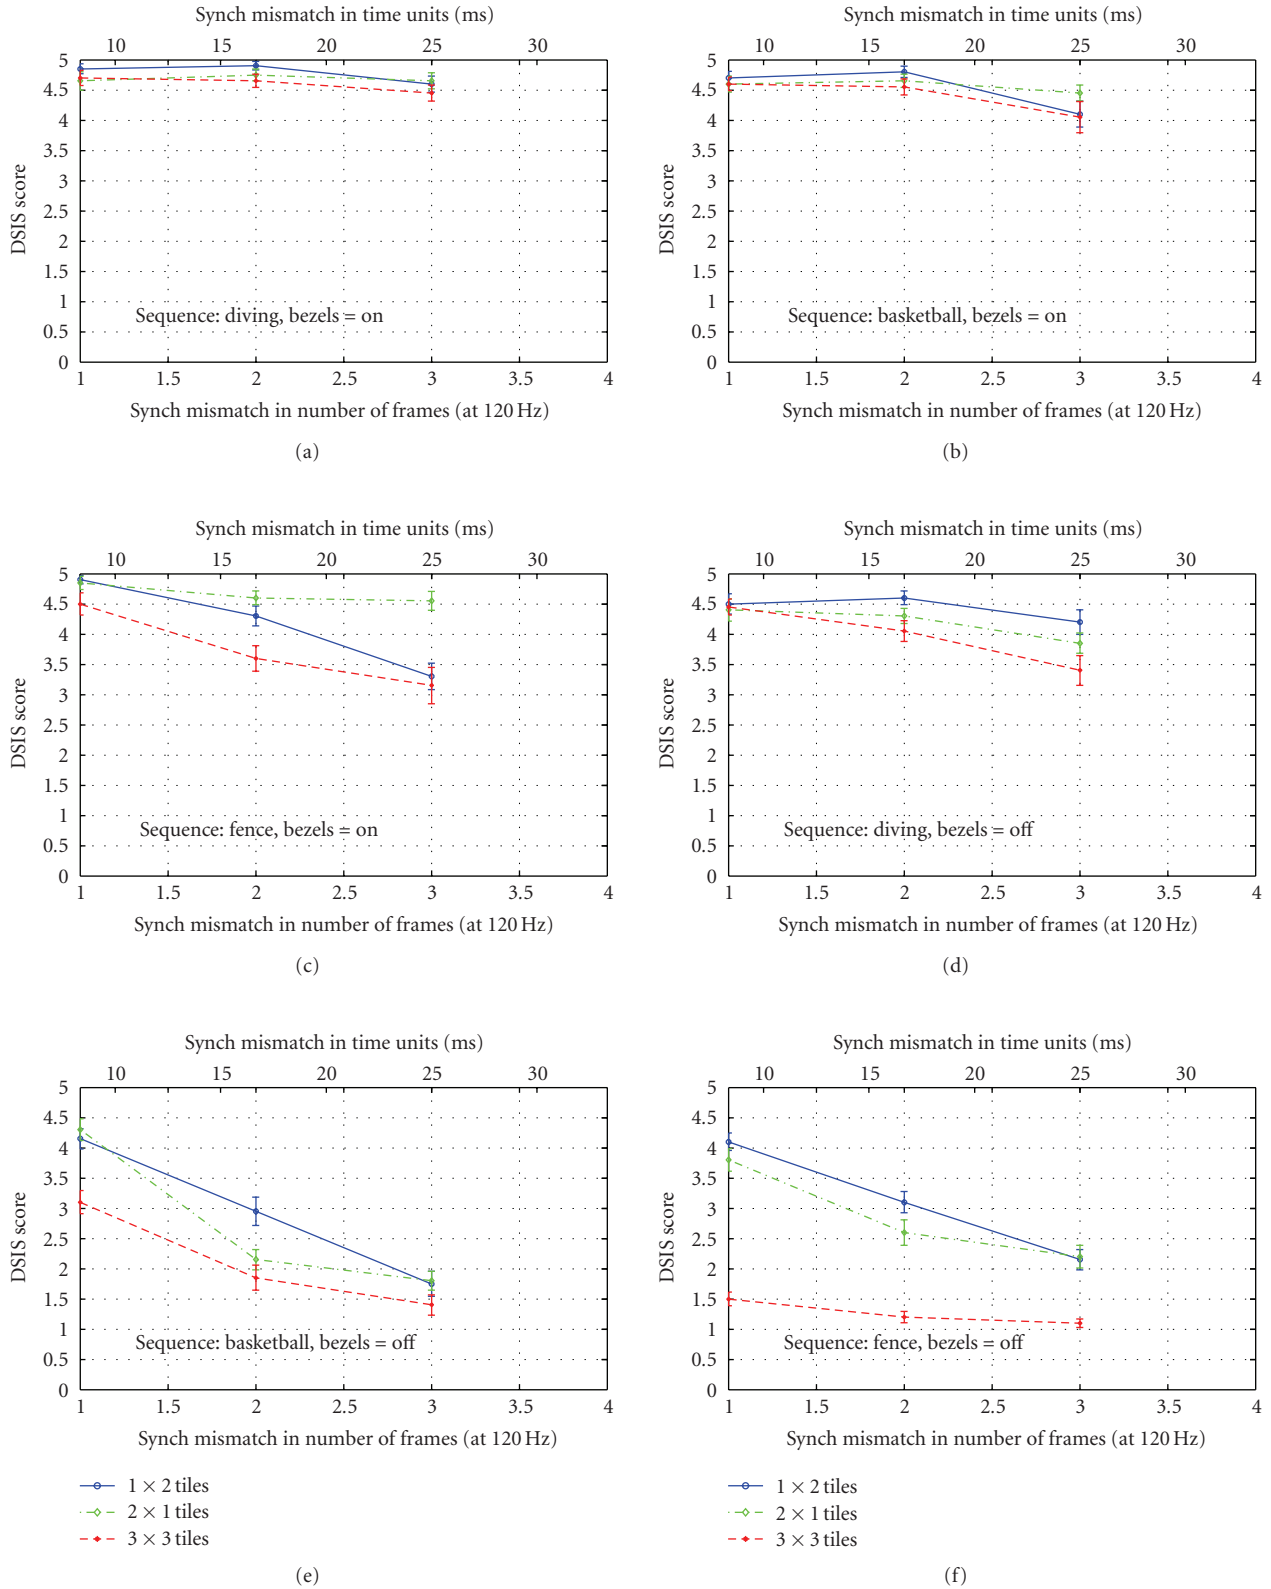 Synch mismatch in time units (ms)
10 15 20 25 30
5
4.5
4
3.5
3
2.5
2
1.5
1
0.5
0
DSIS score
Sequence: diving, bezels = on
1 1.5 2 2.5 3 3.5 4
Synch mismatch in number of frames (at 120 Hz)
(a)
Synch mismatch in time units (ms)
10 15 20 25 30
5
4.5
4
3.5
3
2.5
2
1.5
1
0.5
0
DSIS score
Sequence: basketball, bezels = on
1 1.5 2 2.5 3 3.5 4
Synch mismatch in number of frames (at 120 Hz)
(b)
Synch mismatch in time units (ms)
10 15 20 25 30
5
4.5
4
3.5
3
2.5
2
1.5
1
0.5
0
DSIS score
Sequence: fence, bezels = on
1 1.5 2 2.5 3 3.5 4
Synch mismatch in number of frames (at 120 Hz)
(c)
Synch mismatch in time units (ms)
10 15 20 25 30
5
4.5
4
3.5
3
2.5
2
1.5
1
0.5
0
DSIS score
Sequence: diving, bezels = off
1 1.5 2 2.5 3 3.5 4
Synch mismatch in number of frames (at 120 Hz)
(d)
Synch mismatch in time units (ms)
10 15 20 25 30
5
4.5
4
3.5
3
2.5
2
1.5
1
0.5
0
DSIS score
Sequence: basketball, bezels = off
1 1.5 2 2.5 3 3.5 4
Synch mismatch in number of frames (at 120 Hz)
1 × 2 tiles
2 × 1 tiles
3 × 3 tiles
(e)
Synch mismatch in time units (ms)
10 15 20 25 30
5
4.5
4
3.5
3
2.5
2
1.5
1
0.5
0
DSIS score
Sequence: fence, bezels = off
1 1.5 2 2.5 3 3.5 4
Synch mismatch in number of frames (at 120 Hz)
1 × 2 tiles
2 × 1 tiles
3 × 3 tiles
(f)